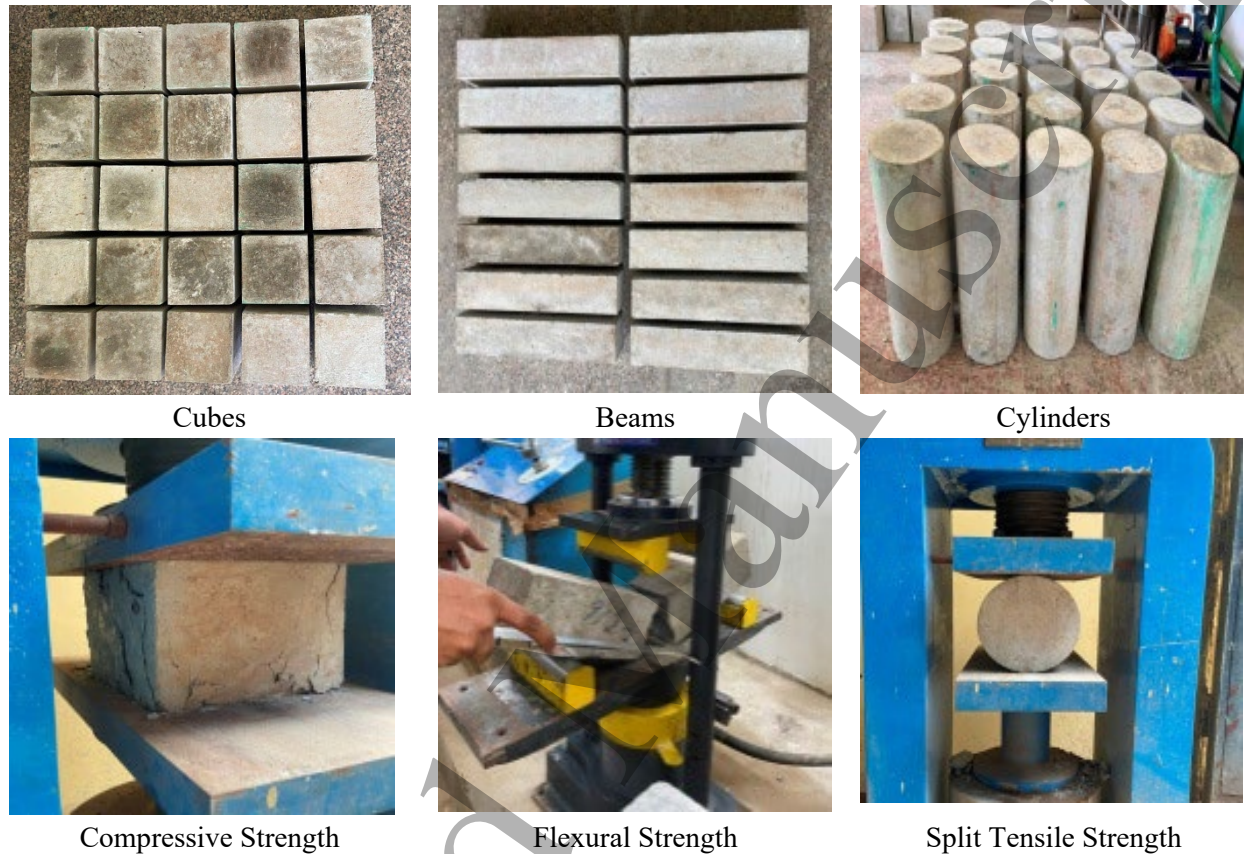 Cubes
Beams
Cylinders
Compressive Strength
Flexural Strength
Split Tensile Strength